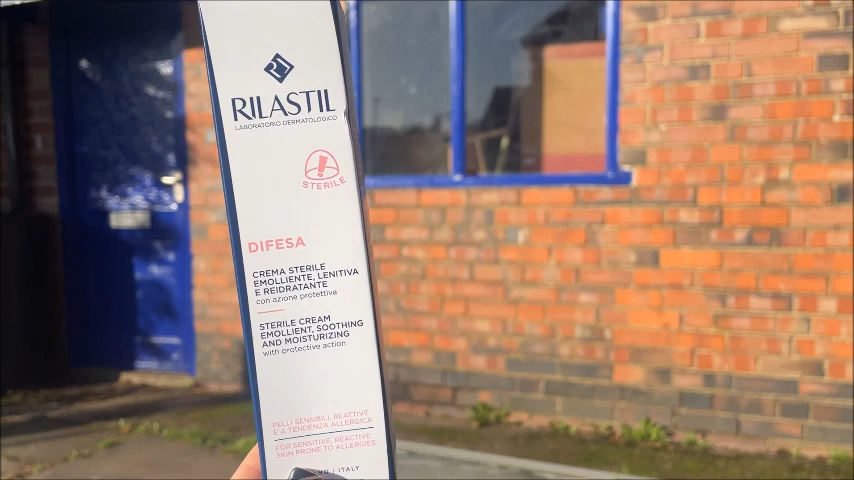 RILASTIL
LABORATORIO DERMATOLOGICO
STERILE
DIFESA
CREMA STERILE
EMOLLIENTE, LENITIVA
E REIDRATANTE
con azione protettiva
STERILE CREAM
EMOLLIENT, SOOTHING
AND MOISTURIZING
with protective action
PELLI SENSIBILI, REATTIVE
E A TENDENZA ALLERGICA
FOR SENSITIVE, REACTIVE
SKIN PRONE TO ALLERGIES
| ITALY